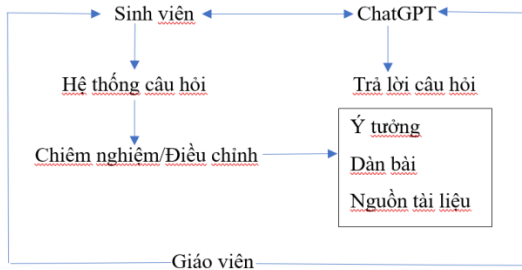 Sinh viên
ChatGPT
Hệ thống câu hỏi
Trả lời câu hỏi
Chiêm nghiệm/Điều chỉnh
Ý tưởng
Dàn bài
Nguồn tài liệu
Giáo viên